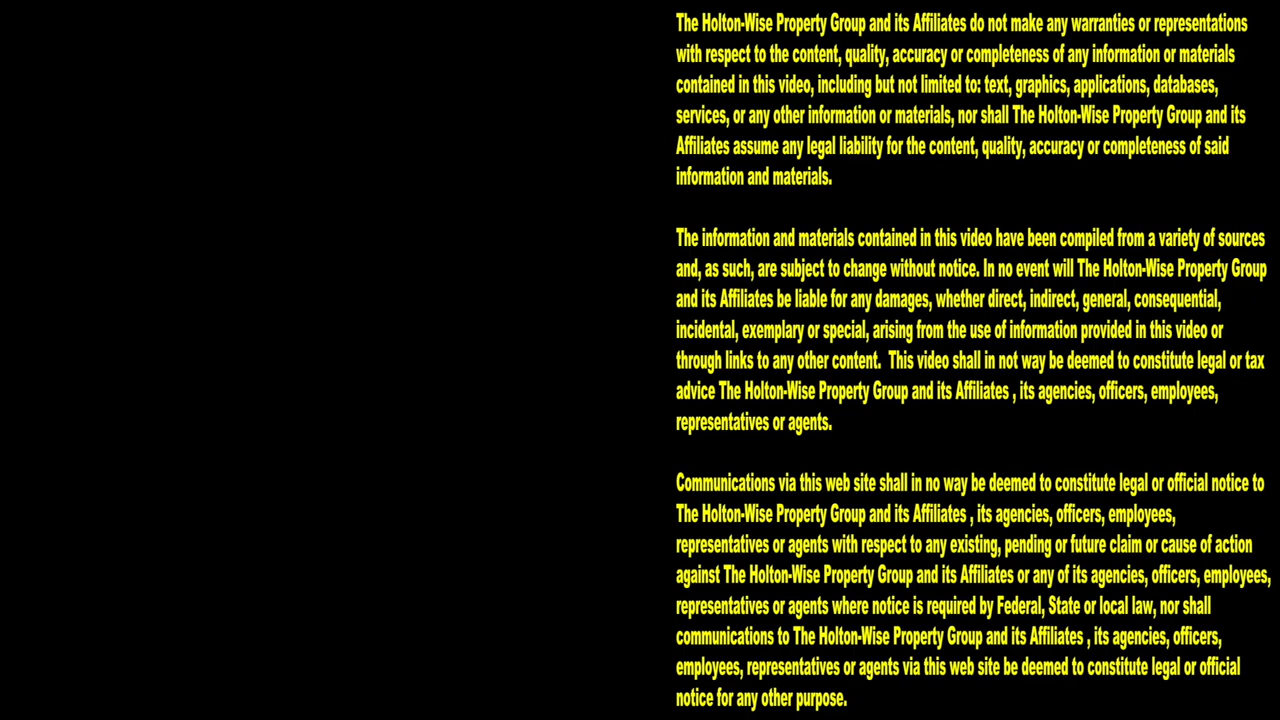 The Holton-Wise Property Group and its Affiliates do not make any warranties or representations
with respect to the content, quality, accuracy or completeness of any information or materials
contained in this video, including but not limited to: text, graphics, applications, databases,
services, or any other information or materials, nor shall The Holton-Wise Property Group and its
Affiliates assume any legal liability for the content, quality, accuracy or completeness of said
information and materials.
The information and materials contained in this video have been compiled from a variety of sources
and, as such, are subject to change without notice. In no event will The Holton-Wise Property Group
and its Affiliates be liable for any damages, whether direct, indirect, general, consequential,
incidental, exemplary or special, arising from the use of information provided in this video or
through links to any other content.  This video shall in not way be deemed to constitute legal or tax
advice The Holton-Wise Property Group and its Affiliates , its agencies, officers, employees,
representatives or agents.
Communications via this web site shall in no way be deemed to constitute legal or official notice to
The Holton-Wise Property Group and its Affiliates , its agencies, officers, employees,
representatives or agents with respect to any existing, pending or future claim or cause of action
against The Holton-Wise Property Group and its Affiliates or any of its agencies, officers, employees,
representatives or agents where notice is required by Federal, State or local law, nor shall
communications to The Holton-Wise Property Group and its Affiliates , its agencies, officers,
employees, representatives or agents via this web site be deemed to constitute legal or official
notice for any other purpose.